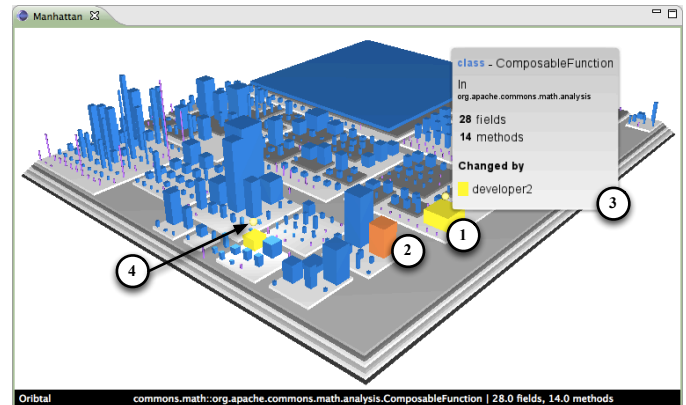 Manhattan
class - ComposableFunction
In
org.apache.commons.math.analysis
28 fields
14 methods
Changed by
developer2
3
1
2
4
Oribtal commons.math::org.apache.commons.math.analysis.ComposableFunction | 28.0 fields, 14.0 methods